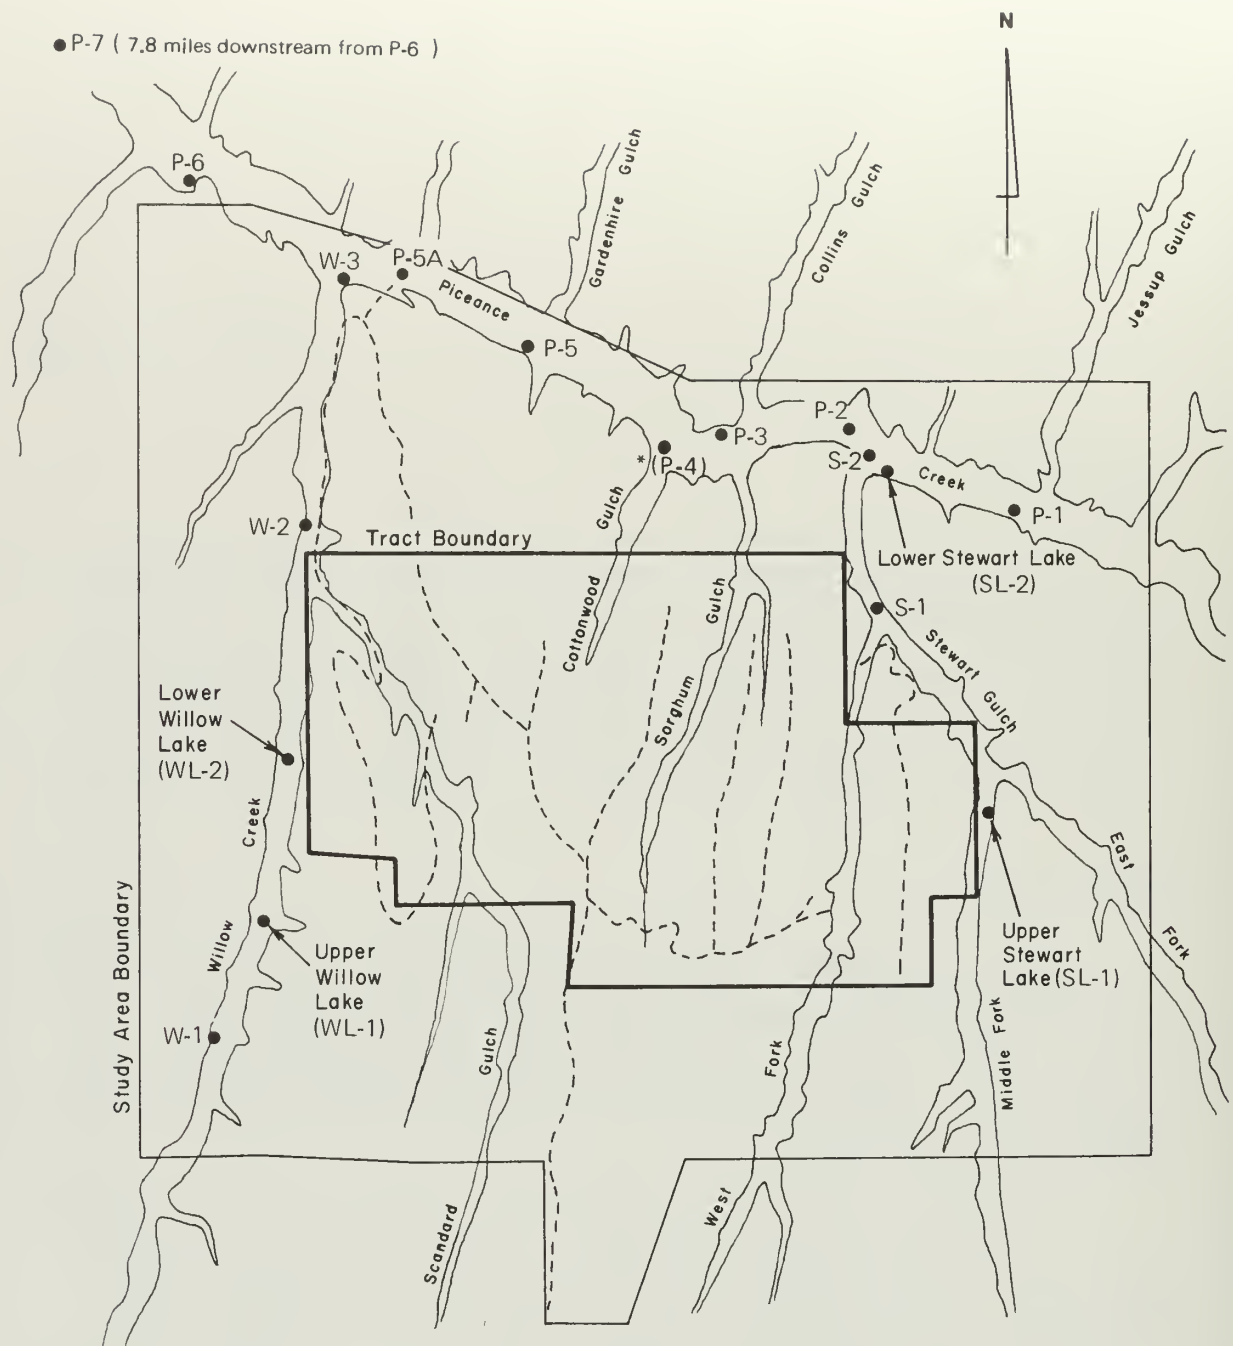 N
P-7 ( 7.8 miles downstream from P-6 )
P-6
Gardenhire Gulch
Collins Gulch
Jessup Gulch
W-3
P-5A
Piceance
P-5
P-2
P-3
S-2
* (P-4)
Creek
P-1
W-2
Tract Boundary
Lower Stewart Lake
(SL-2)
Cottonwood Gulch
S-1
Sorghum Gulch
Stewart Gulch
Lower
Willow
Lake
(WL-2)
Willow Creek
East Fork
Study Area Boundary
Upper
Willow
Lake
(WL-1)
Upper
Stewart
Lake (SL-1)
W-1
Scandard Gulch
West Fork
Middle Fork